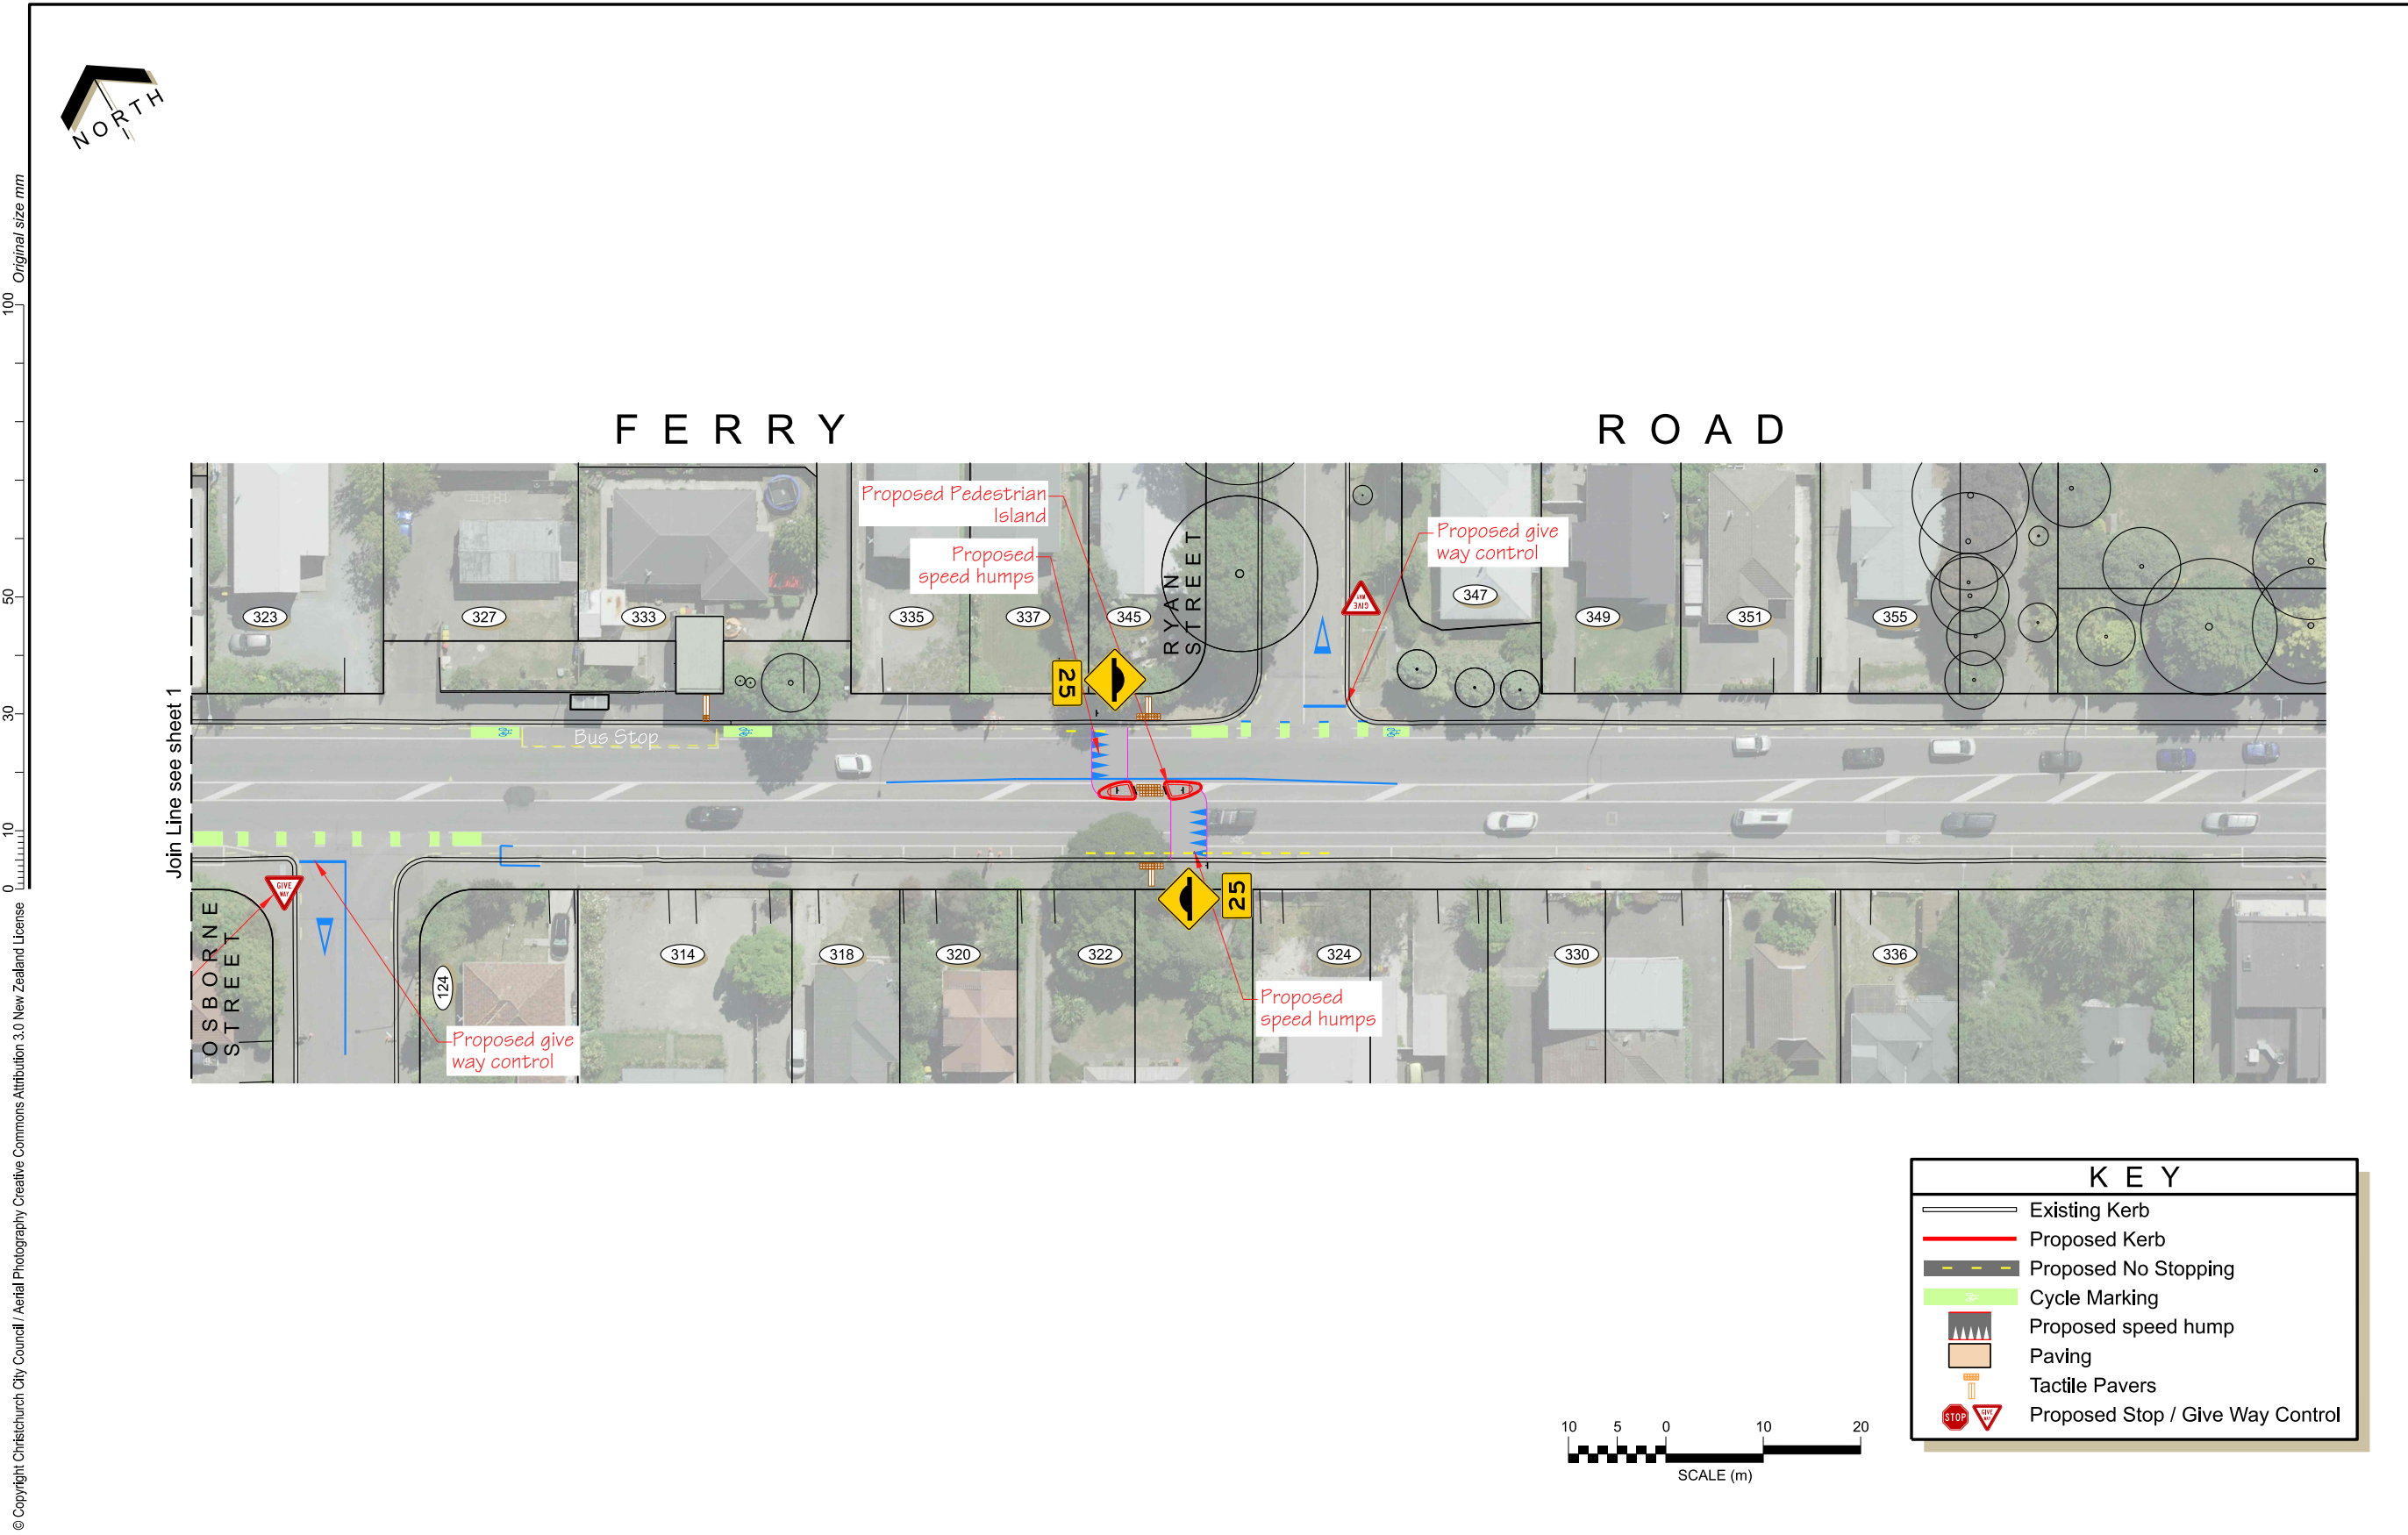 NORTH
Original size mm
100
50
30
10
0
© Copyright Christchurch City Council / Aerial Photography Creative Commons Attribution 3.0 New Zealand License
Join Line see sheet 1
FERRY ROAD
Proposed Pedestrian
Island
Proposed
speed humps
Proposed give
way control
RYAN
STREET
323
327
333
335
337
345
347
349
351
355
25
GIVE
WAY
Bus Stop
GIVE
WAY
OSBORNE
STREET
124
314
318
320
322
324
330
336
25
Proposed give
way control
Proposed
speed humps
KEY
Existing Kerb
Proposed Kerb
Proposed No Stopping
Cycle Marking
Proposed speed hump
Paving
Tactile Pavers
STOP GIVE WAY Proposed Stop / Give Way Control
10 5 0 10 20
SCALE (m)